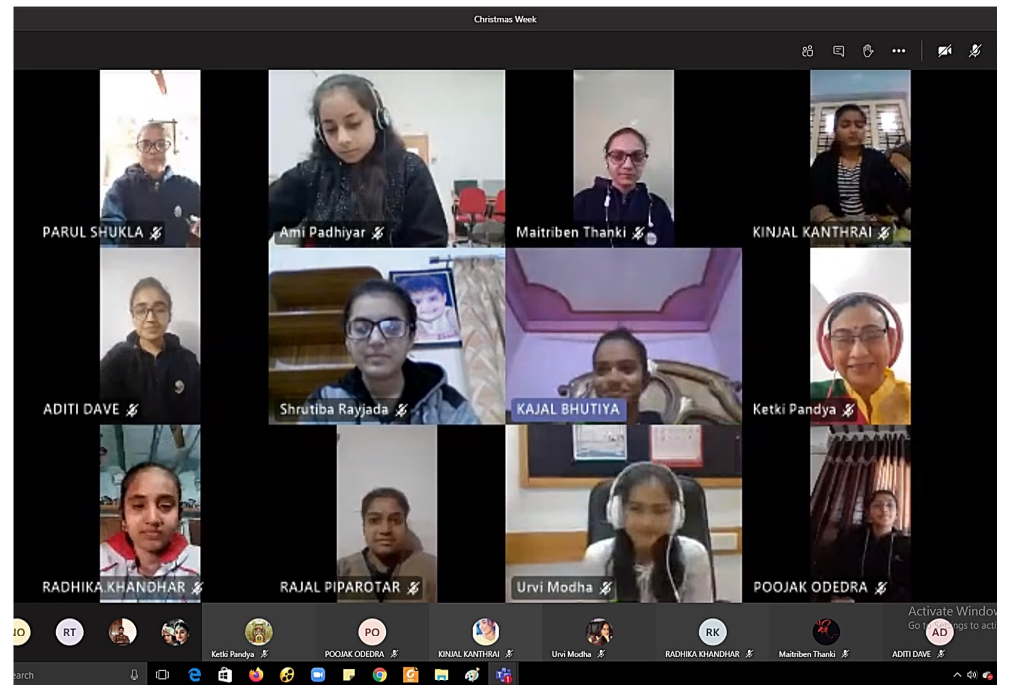 Christmas Week
PARUL SHUKLA
Ami Padhiyar
Maitriben Thanki
KINJAL KANTHRAI
ADITI DAVE
Shrutiba Rayjada
KAJAL BHUTIYA
Ketki Pandya
RADHIKA.KHANDHAR
RAJAL PIPAROTAR
Urvi Modha
POOJAK ODEDRA
Activate Window
Go to Settings to acti
NO
RT
PO
RK
AD
Ketki Pandya
POOJAK ODEDRA
KINJAL KANTHRAI
Urvi Modha
RADHIKA KHANDHAR
Maitriben Thanki
ADITI DAVE
earch
1